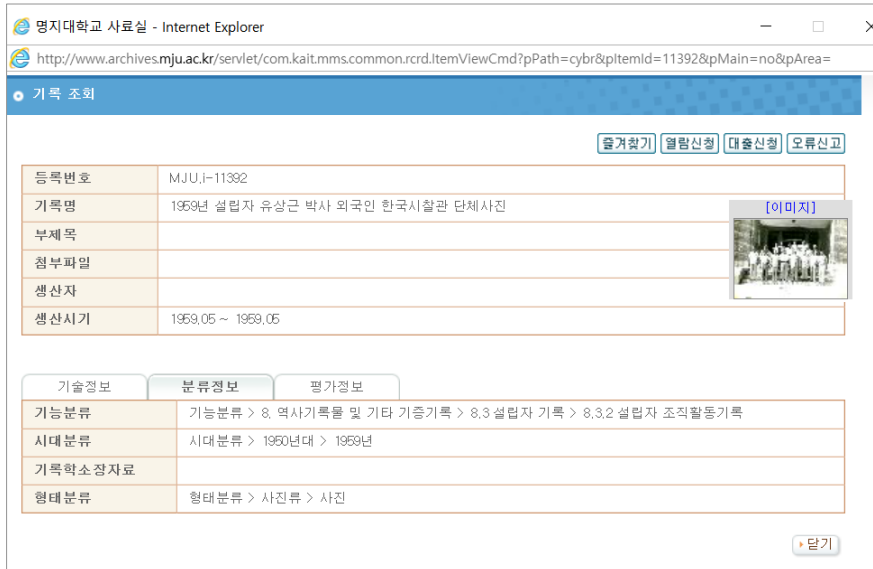 명지대학교 사료실 - Internet Explorer
http://www.archives.mju.ac.kr/servlet/com.kait.mms.common.rcrd.ItemViewCmd?pPath=cybr&pItemId=11392&pMain=no&pArea=
기록 조회
즐겨찾기 열람신청 대출신청 오류신고
등록번호 MJU,i-11392
기록명 1959년 설립자 유상근 박사 외국인 한국시찰관 단체사진
[이미지]
부제목
첨부파일
생산자
생산시기 1959,05 ~ 1959,05
기술정보 분류정보 평가정보
기능분류 기능분류 > 8, 역사기록물 및 기타 기증기록 > 8,3 설립자 기록 > 8,3,2 설립자 조직활동기록
시대분류 시대분류 > 1950년대 > 1959년
기록학소장자료
형태분류 형태분류 > 사진류 > 사진
닫기